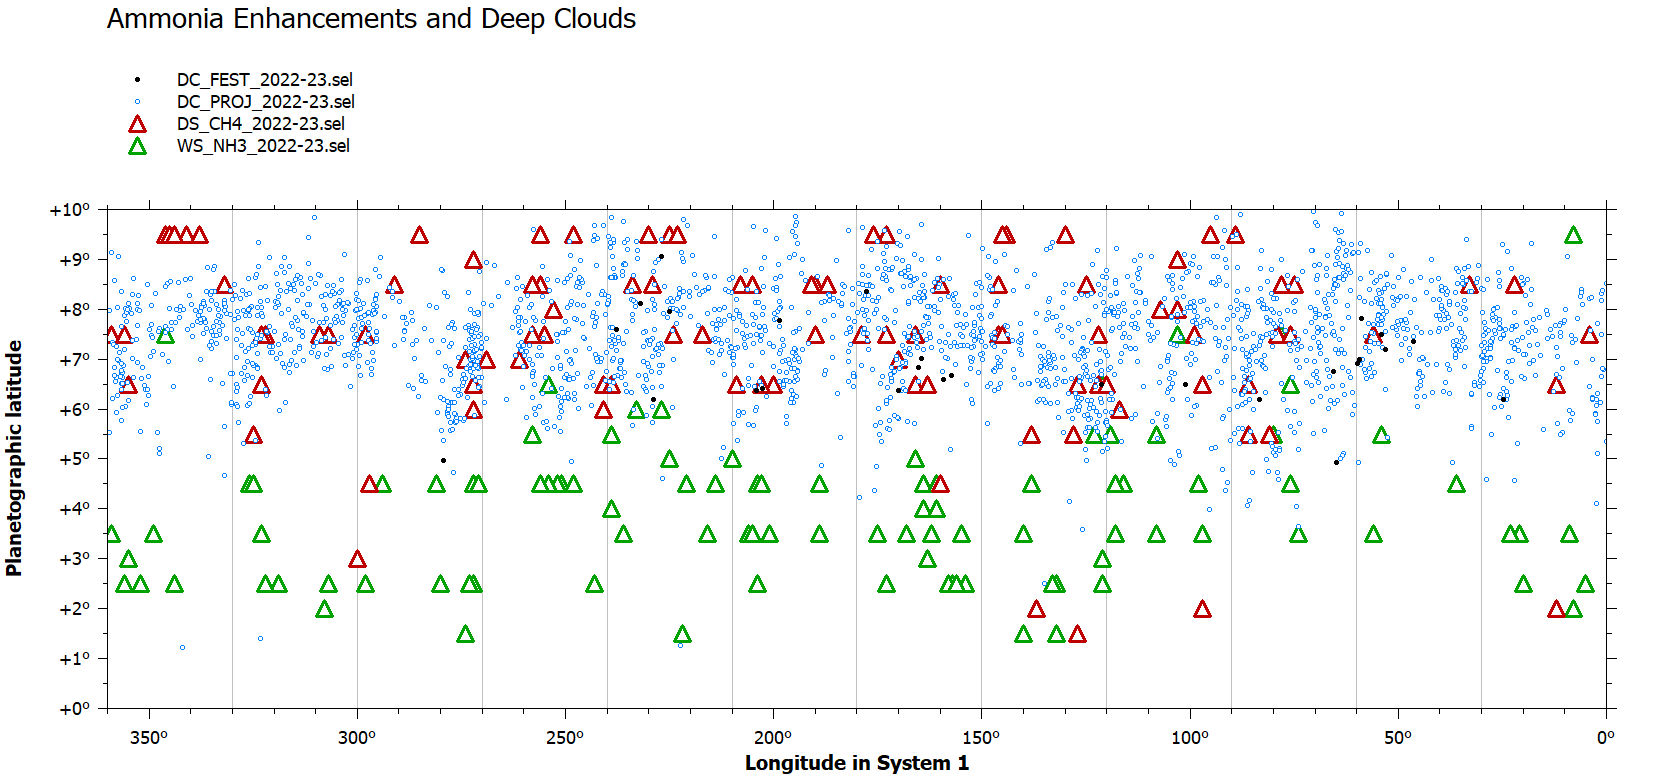 Ammonia Enhancements and Deep Clouds
DC_FEST_2022-23.sel
DC_PROJ_2022-23.sel
DS_CH4_2022-23.sel
WS_NH3_2022-23.sel
+10º
+9º
+8º
+7º
+6º
+5º
+4º
+3º
+2º
+1º
+0º
Planetographic latitude
350º 300º 250º 200º 150º 100º 50º 0º
Longitude in System 1